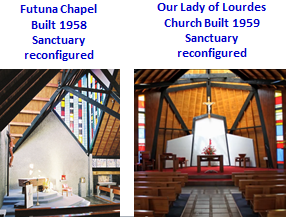 Futuna Chapel
Built 1958
Sanctuary
reconfigured
Our Lady of Lourdes
Church Built 1959
Sanctuary
reconfigured